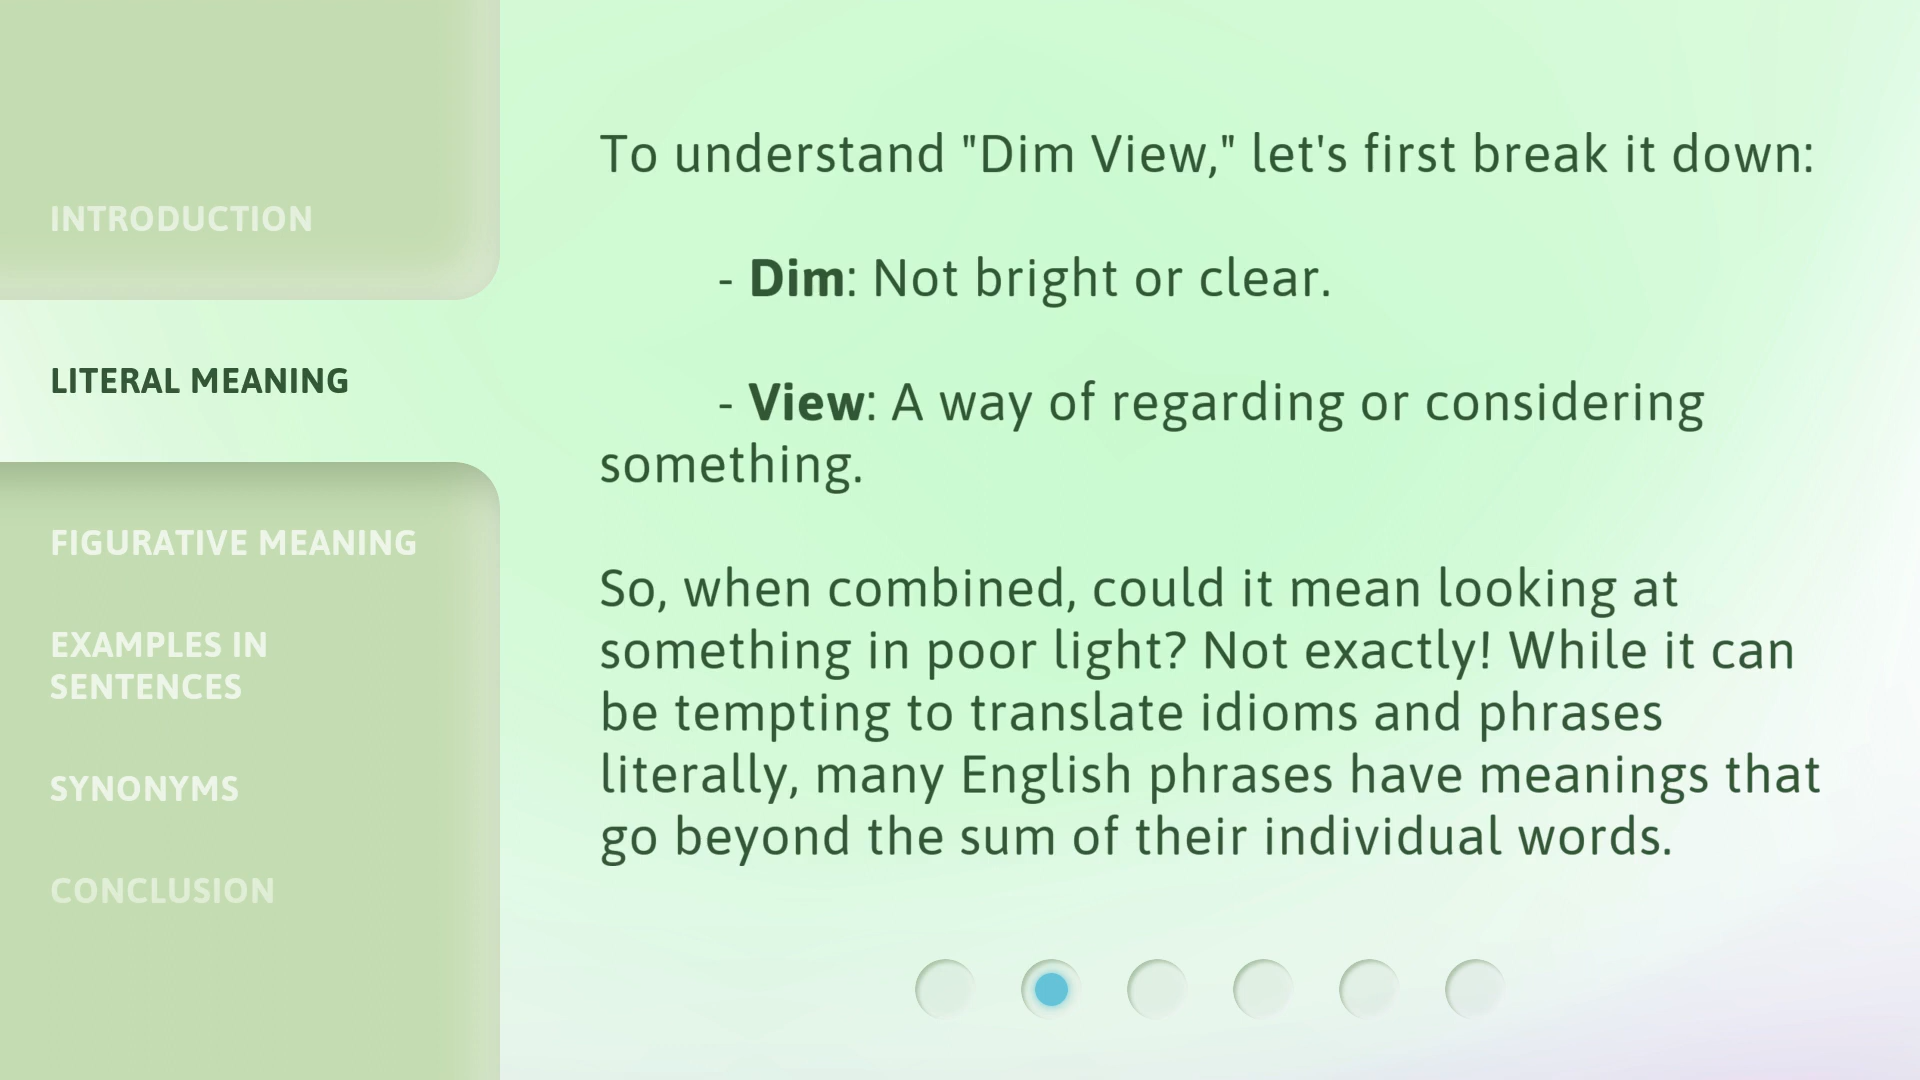 INTRODUCTION
LITERAL MEANING
FIGURATIVE MEANING
EXAMPLES IN
SENTENCES
SYNONYMS
CONCLUSION
To understand "Dim View," let's first break it down:
- Dim: Not bright or clear.
- View: A way of regarding or considering
something.
So, when combined, could it mean looking at
something in poor light? Not exactly! While it can
be tempting to translate idioms and phrases
literally, many English phrases have meanings that
go beyond the sum of their individual words.